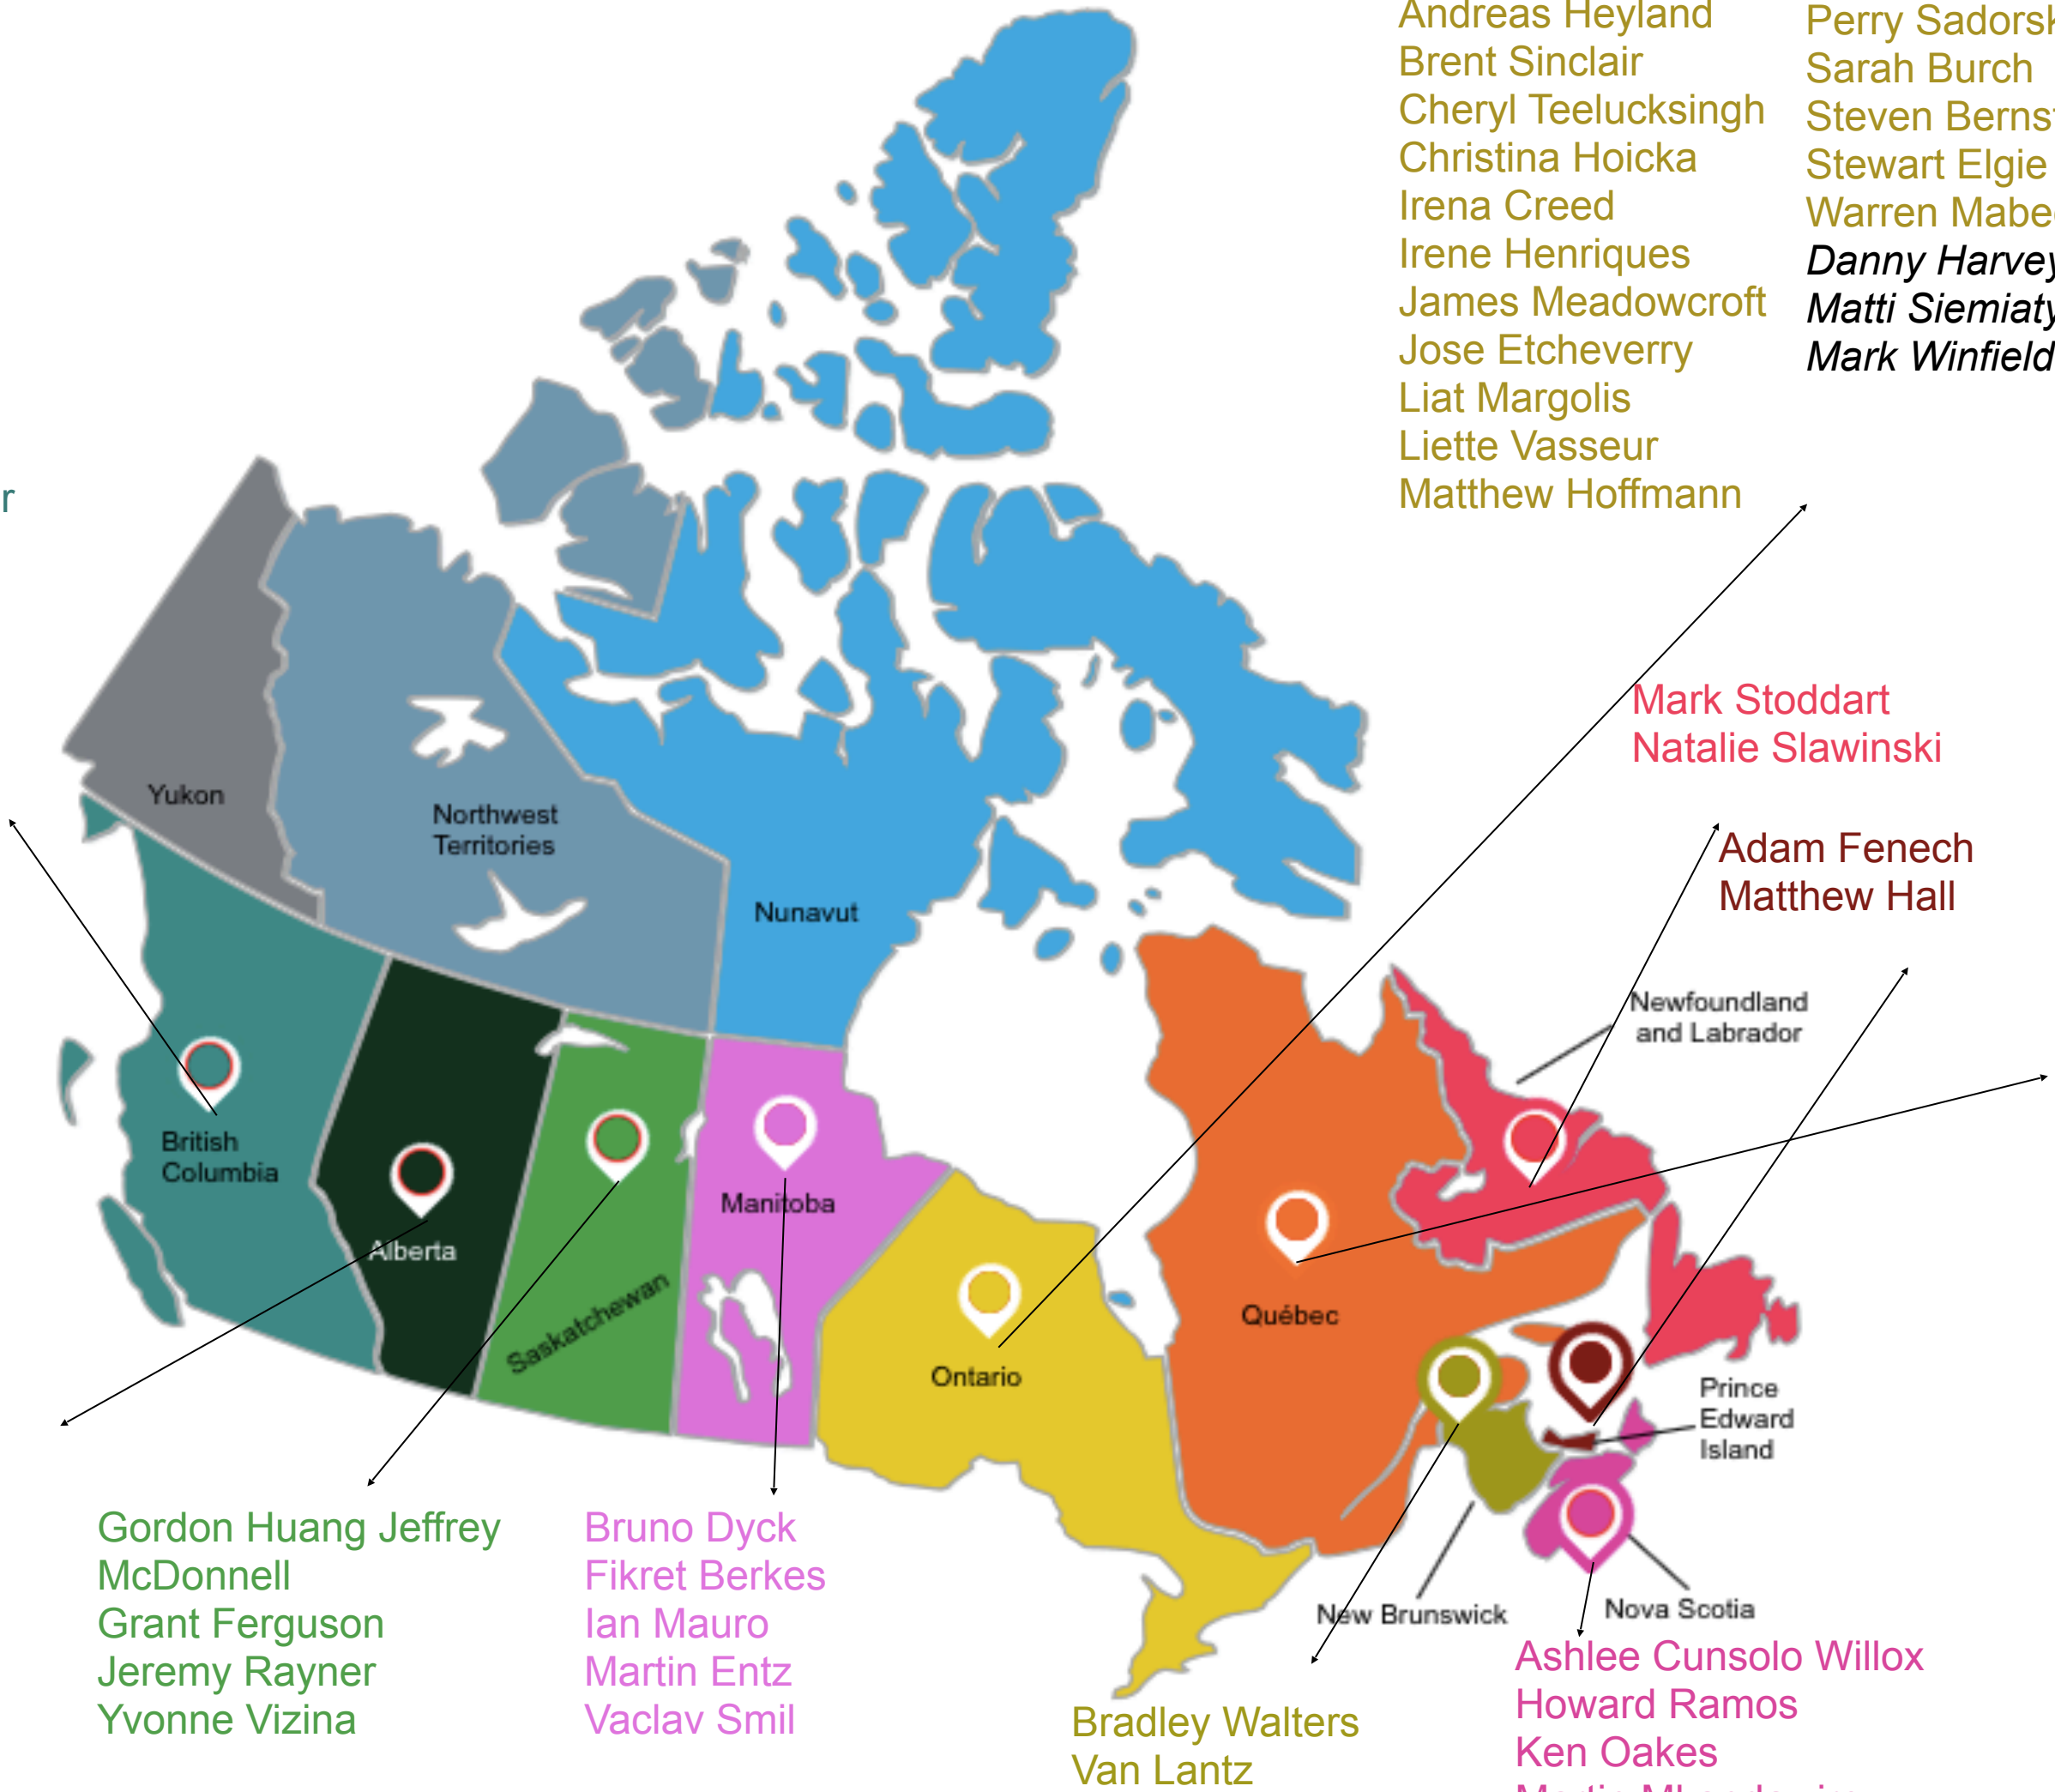 Andreas Heyland
Brent Sinclair
Cheryl Teelucksingh
Christina Hoicka
Irena Creed
Irene Henriques
James Meadowcroft
Jose Etcheverry
Liat Margolis
Liette Vasseur
Matthew Hoffmann
Perry
Sarah Burch
Steven
Stewart Elgie
Warren
Danny Harvey
Matti
Mark Winfield
r
Mark Stoddart
Natalie Slawinski
Adam Fenech
Matthew Hall
Yukon
Northwest
Territories
Nunavut
Newfoundland
and Labrador
British
Columbia
Alberta
Saskatchewan
Manitoba
Ontario
Québec
Prince
Edward
Island
New Brunswick
Nova Scotia
Gordon Huang Jeffrey
McDonnell
Grant Ferguson
Jeremy Rayner
Yvonne Vizina
Bruno Dyck
Fikret Berkes
Ian Mauro
Martin Entz
Vaclav Smil
Bradley Walters
Van Lantz
Ashlee Cunsolo Willox
Howard Ramos
Ken Oakes